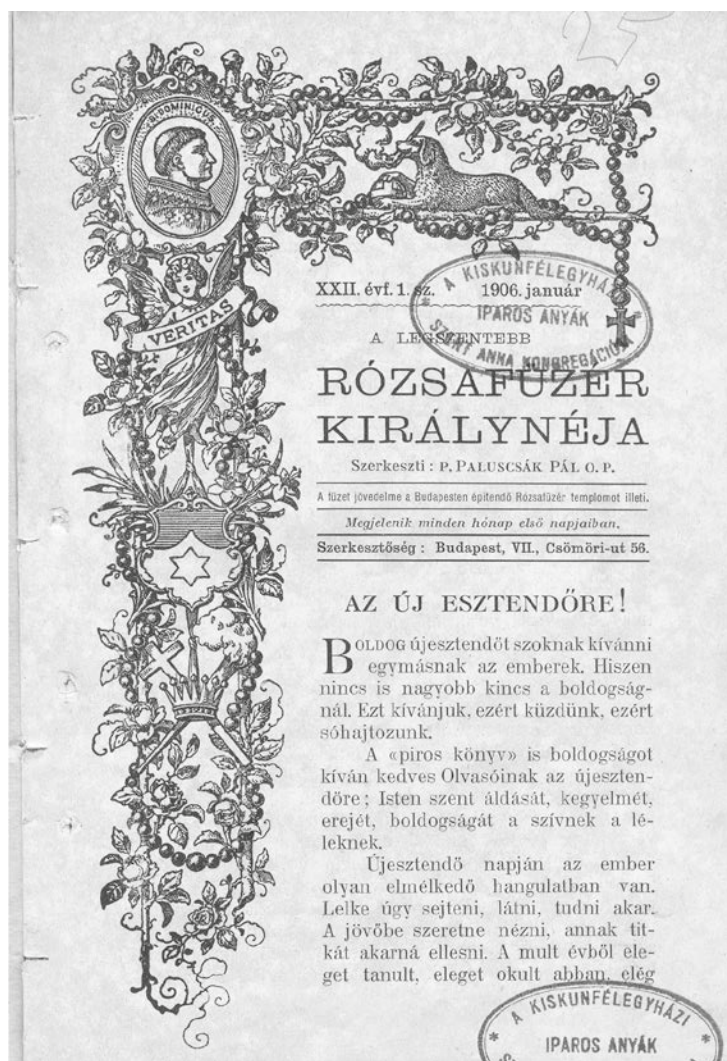 25
S. DOMINICUS
VERITAS
XXII. évf. 1. sz. 1906. január
A KISKUNFÉLEGYHÁZI
IPAROS ANYÁK
SZENT ANNA KONGREGÁCIÓJA
A LEGSZENTEBB
RÓZSAFÜZÉR
KIRÁLYNÉJA
Szerkeszti : P. PALUSCSÁK PÁL O. P.
A füzet jövedelme a Budapesten épitendő Rózsafüzér templomot illeti.
Megjelenik minden hónap első napjaiban.
Szerkesztőség : Budapest, VII., Csömöri-ut 56.
AZ ÚJ ESZTENDŐRE!
BOLDOG újesztendőt szoknak kívánni
egymásnak az emberek. Hiszen
nincs is nagyobb kincs a boldogság-
nál. Ezt kívánjuk, ezért küzdünk, ezért
sóhajtozunk.
A «piros könyv» is boldogságot
kíván kedves Olvasóinak az újeszten-
dőre; Isten szent áldását, kegyelmét,
erejét, boldogságát a szívnek a lé-
leknek.
Újesztendő napján az ember
olyan elmélkedő hangulatban van.
Lelke úgy sejteni, látni, tudni akar.
A jövőbe szeretne nézni, annak tit-
kát akarná ellesni. A mult évből ele-
get tanult, eleget okult abban, elég
A KISKUNFÉLEGYHÁZI
IPAROS ANYÁK